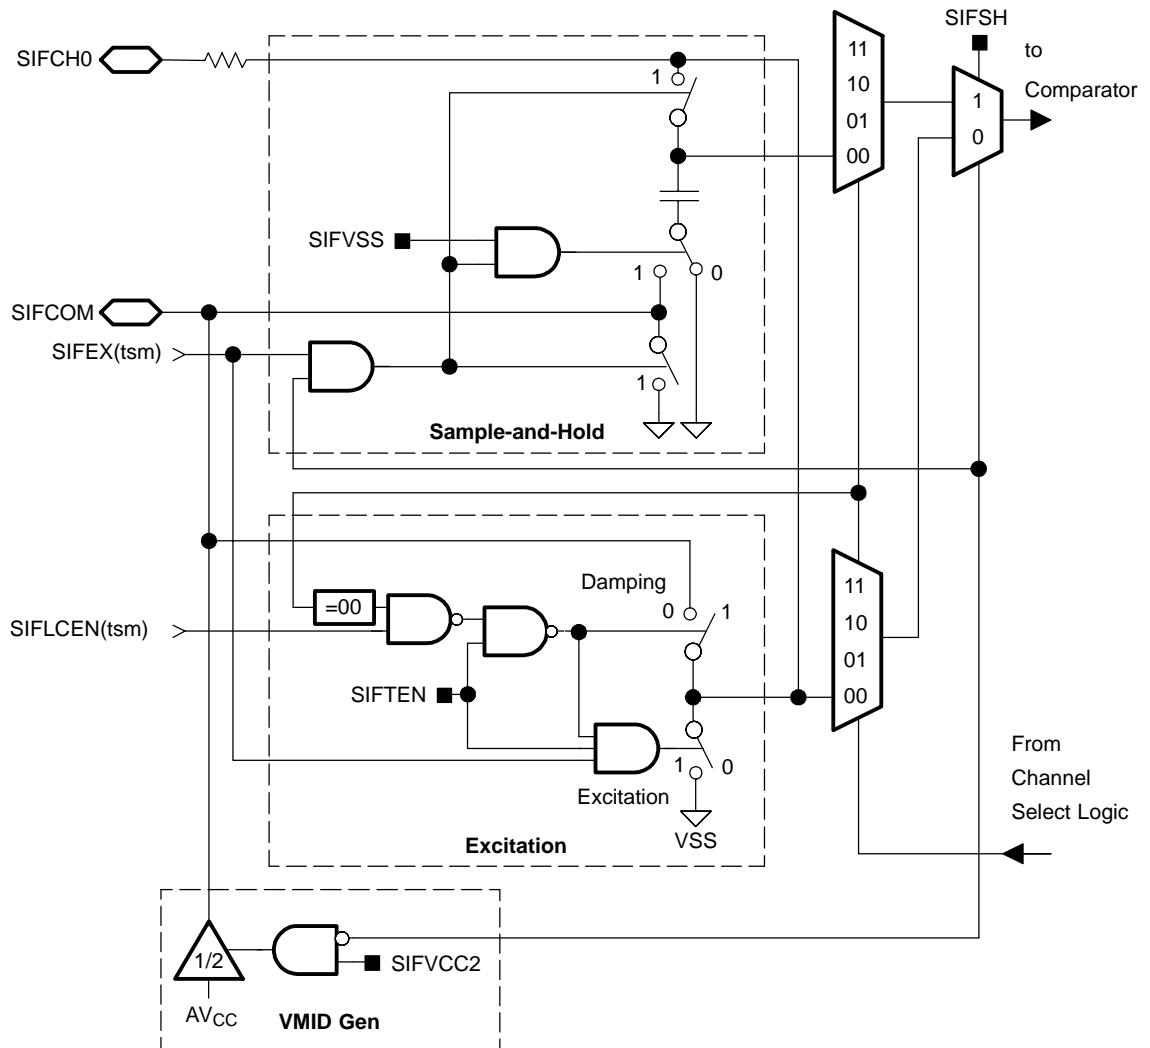 SIFSH
SIFCH0
to
Comparator
1
11
10
01
00
1
0
SIFVSS
1
0
SIFCOM
SIFEX(tsm)
1
Sample-and-Hold
Damping
0
1
=00
SIFLCEN(tsm)
11
10
01
00
SIFTEN
1
0
Excitation
VSS
Excitation
From
Channel
Select Logic
1/2
SIFVCC2
AVCC
VMID Gen